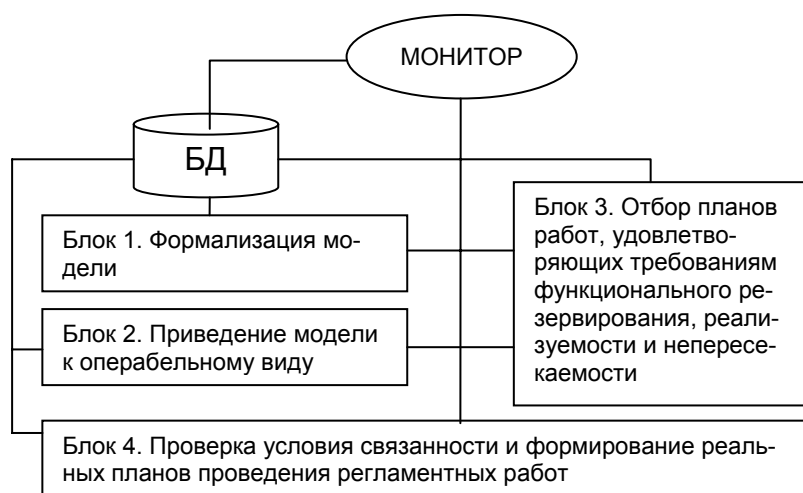 МОНИТОР
БД
Блок 1. Формализация мо-
дели
Блок 2. Приведение модели
к операбельному виду
Блок 3. Отбор планов
работ, удовлетво-
ряющих требованиям
функционального ре-
зервирования, реали-
зуемости и непересе-
каемости
Блок 4. Проверка условия связанности и формирование реаль-
ных планов проведения регламентных работ